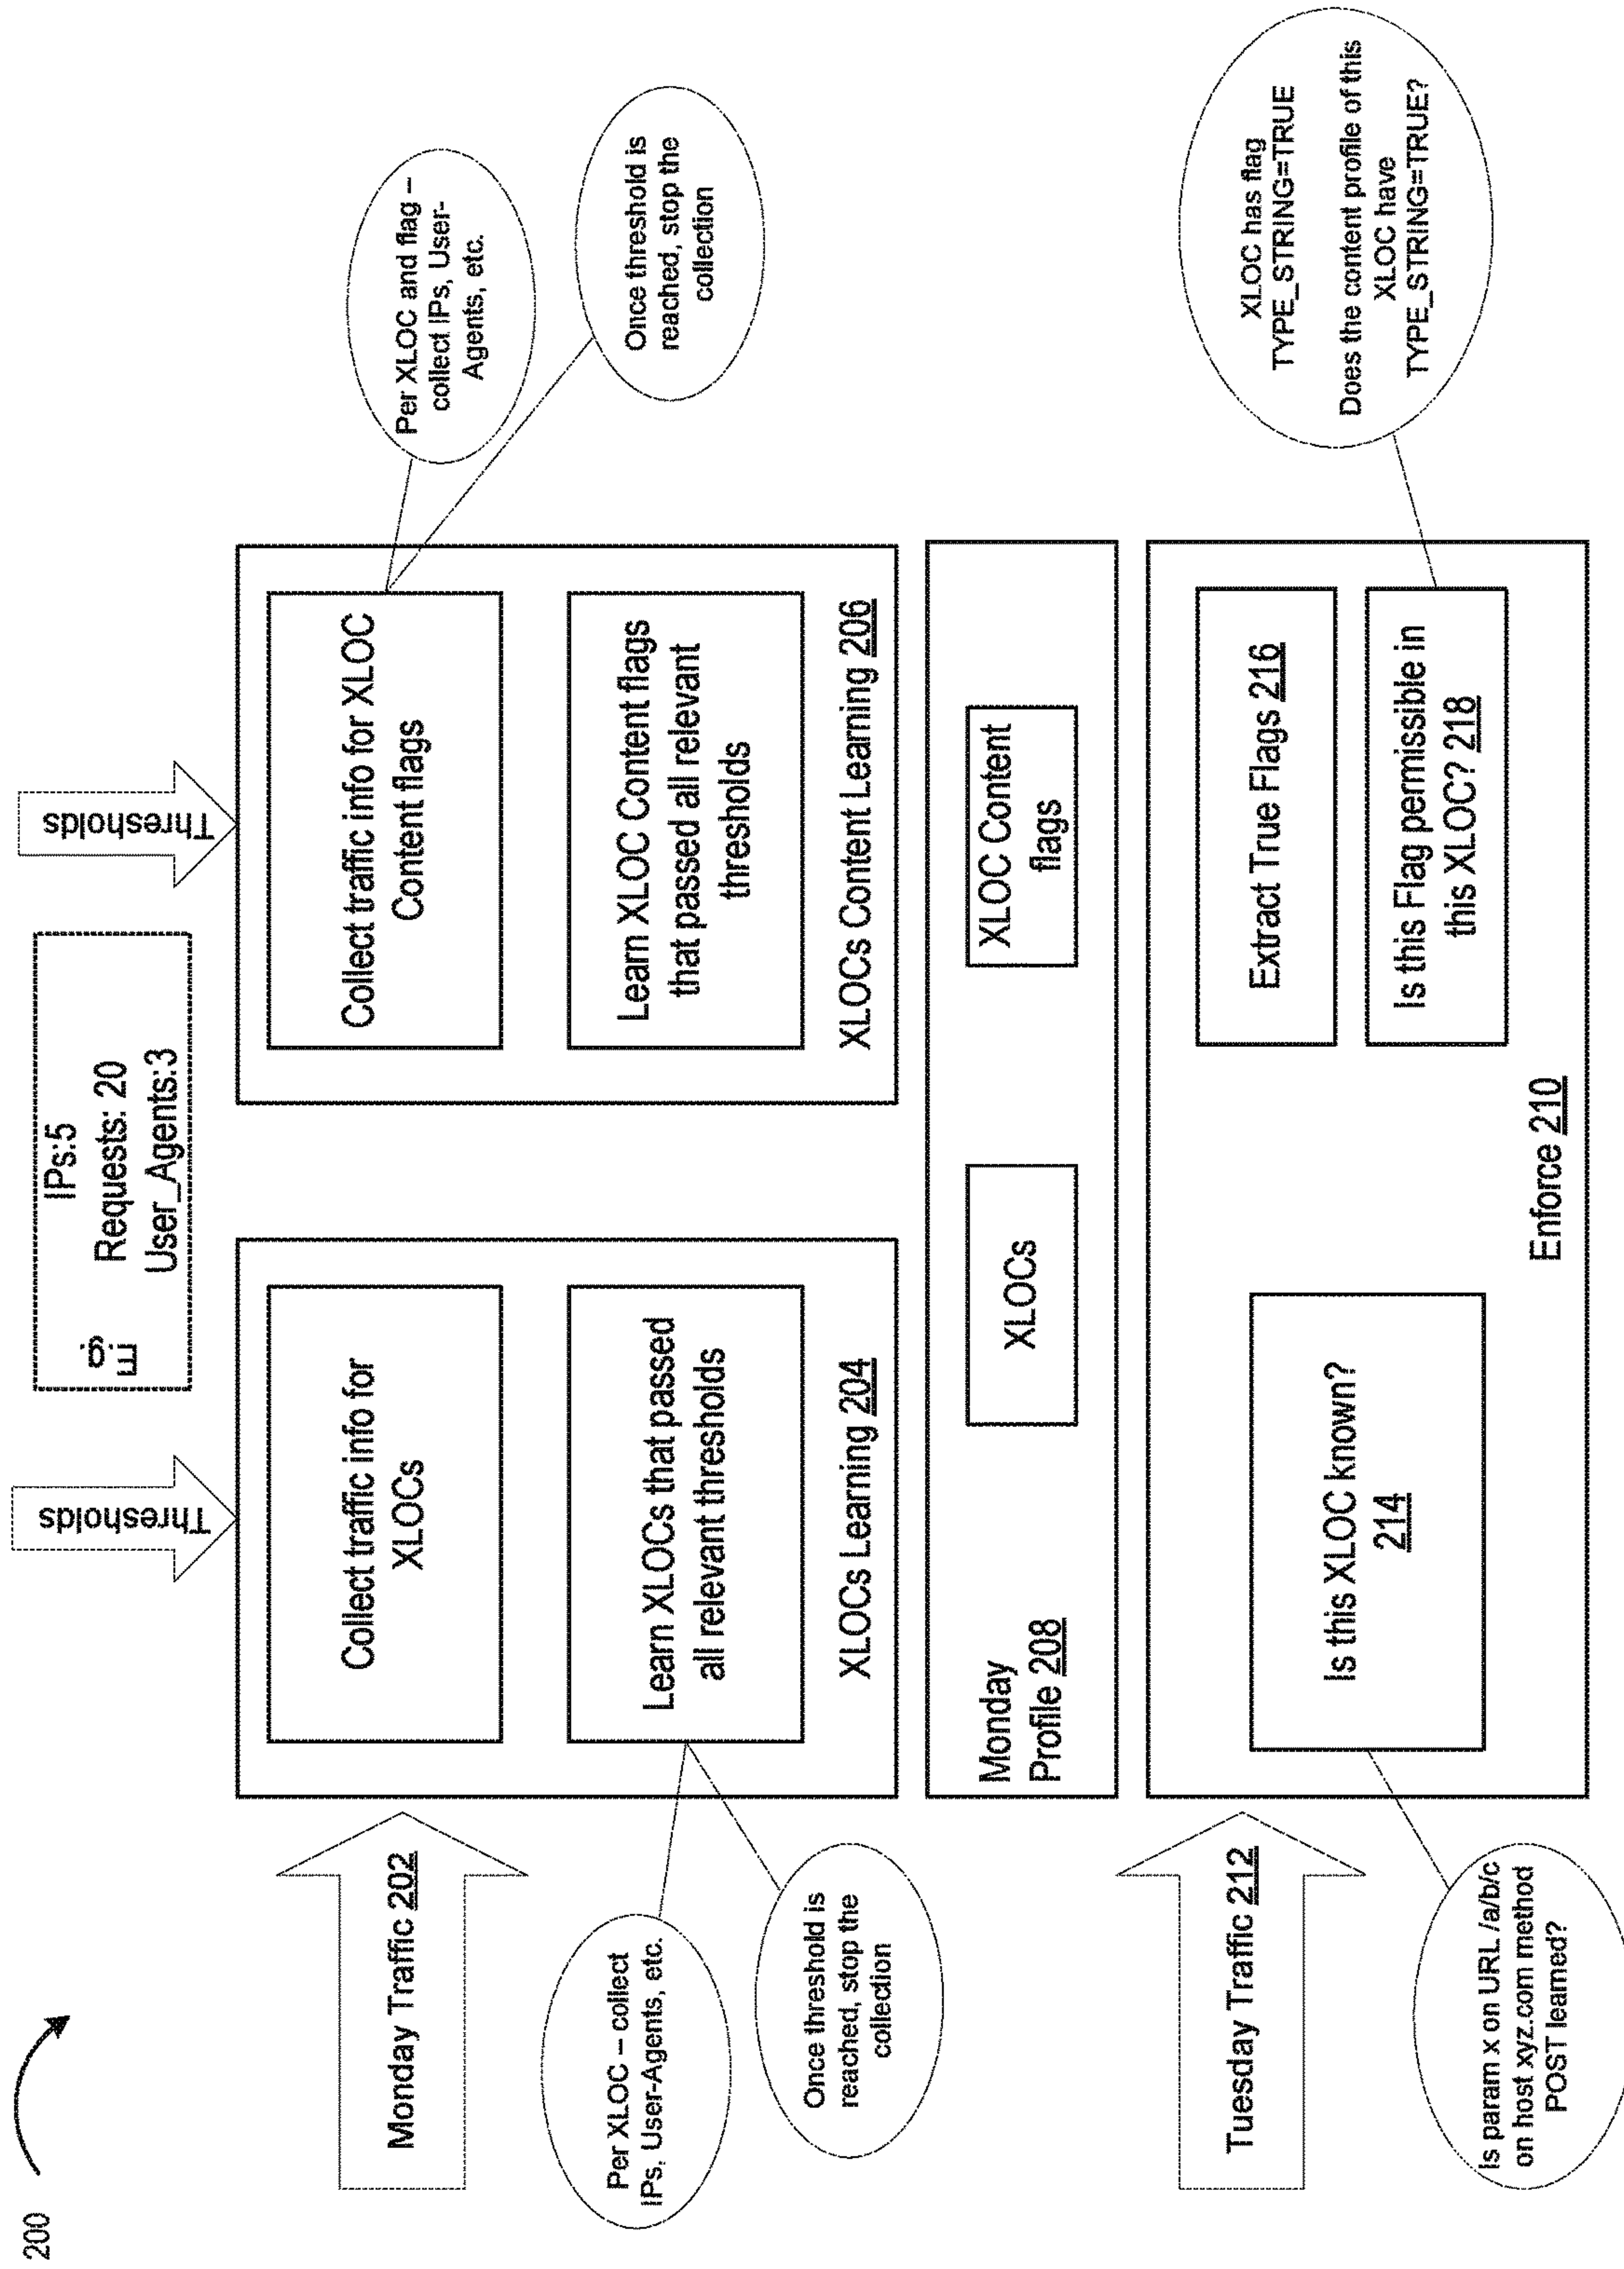 200
Thresholds
E.g.
IPs:5
Requests: 20
User_Agents:3
Thresholds
Monday Traffic 202
Collect traffic info for
XLOCs
Learn XLOCs that passed
all relevant thresholds
XLOCs Learning 204
Per XLOC – collect
IPs, User-Agents, etc.
Once threshold is
reached, stop the
collection
Collect traffic info for XLOC
Content flags
Learn XLOC Content flags
that passed all relevant
thresholds
XLOCs Content Learning 206
Per XLOC and flag –
collect IPs, User-
Agents, etc.
Once threshold is
reached, stop the
collection
Monday
Profile 208
XLOCs
XLOC Content
flags
Tuesday Traffic 212
Is this XLOC known?
214
Extract True Flags 216
Is this Flag permissible in
this XLOC? 218
Enforce 210
Is param x on URL /a/b/c
on host xyz.com method
POST learned?
XLOC has flag
TYPE_STRING=TRUE
Does the content profile of this
XLOC have
TYPE_STRING=TRUE?